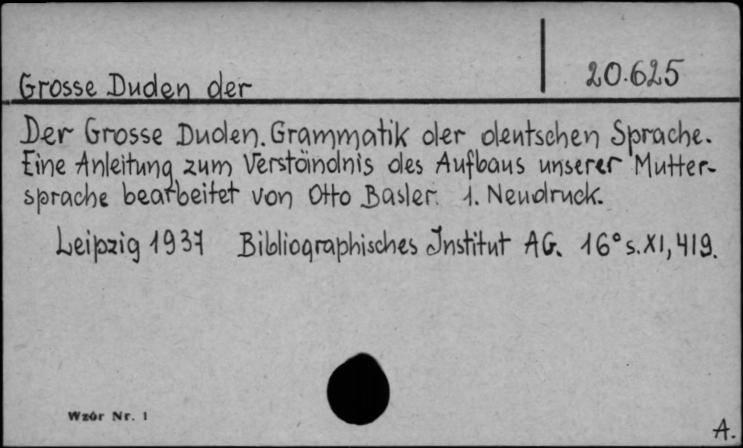 Grosse Duden der
20.625
Der Grosse Duden. Grammatik der deutschen Sprache.
Eine Anleitung zum Verständnis des Aufbaus unserer Mutter-
sprache bearbeitet von Otto Basler. 1. Neudruck.
Leipzig 1937 Bibliographisches Institut AG. 16° s. XI, 419.
Wzór Nr. 1
A.